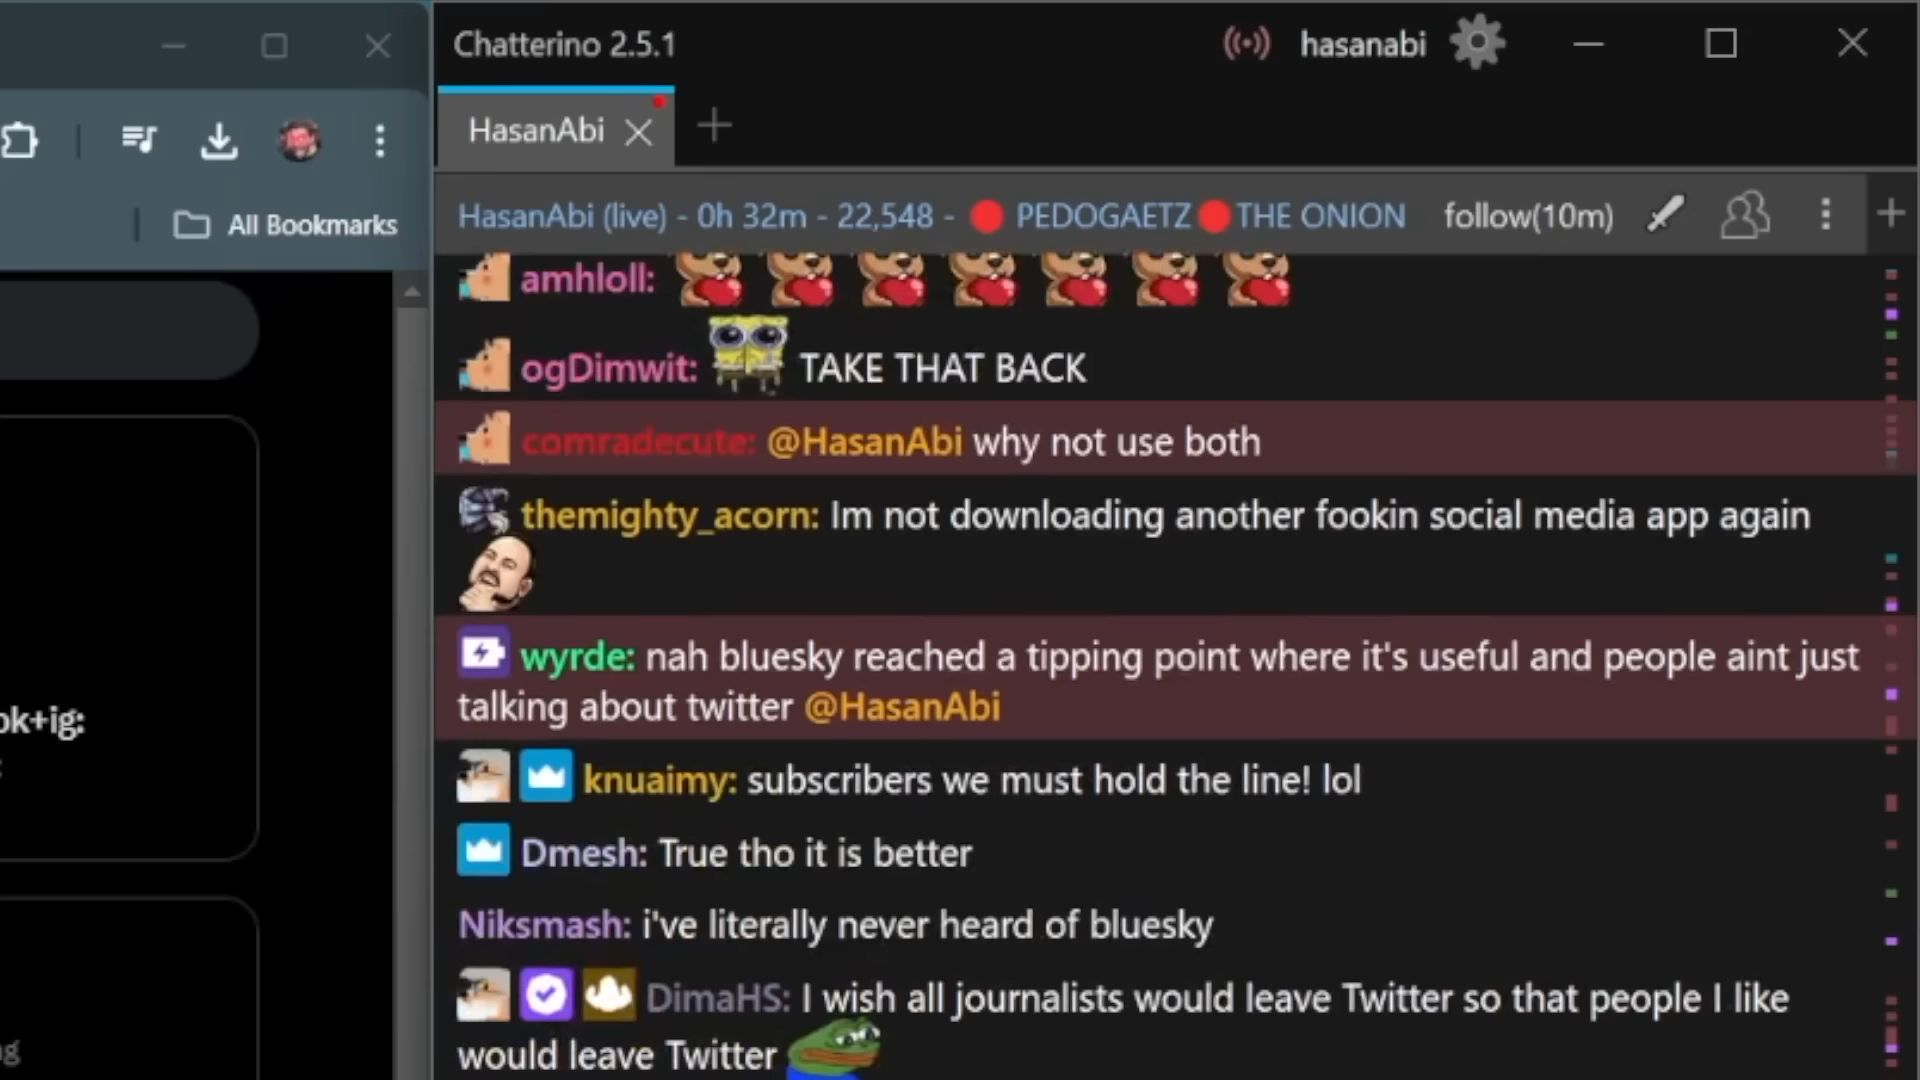 Chatterino 2.5.1
hasanabi
HasanAbi
All Bookmarks
HasanAbi (live) - 0h 32m - 22,548 - 🔴 PEDOGAETZ🔴THE ONION
follow(10m)
amhloll:
ogDimwit: TAKE THAT BACK
comradecute: @HasanAbi why not use both
themighty_acorn: Im not downloading another fookin social media app again
wyrde: nah bluesky reached a tipping point where it's useful and people aint just
talking about twitter @HasanAbi
ok+ig:
knuaimy: subscribers we must hold the line! lol
Dmesh: True tho it is better
Niksmash: i've literally never heard of bluesky
DimaHS: I wish all journalists would leave Twitter so that people I like
would leave Twitter